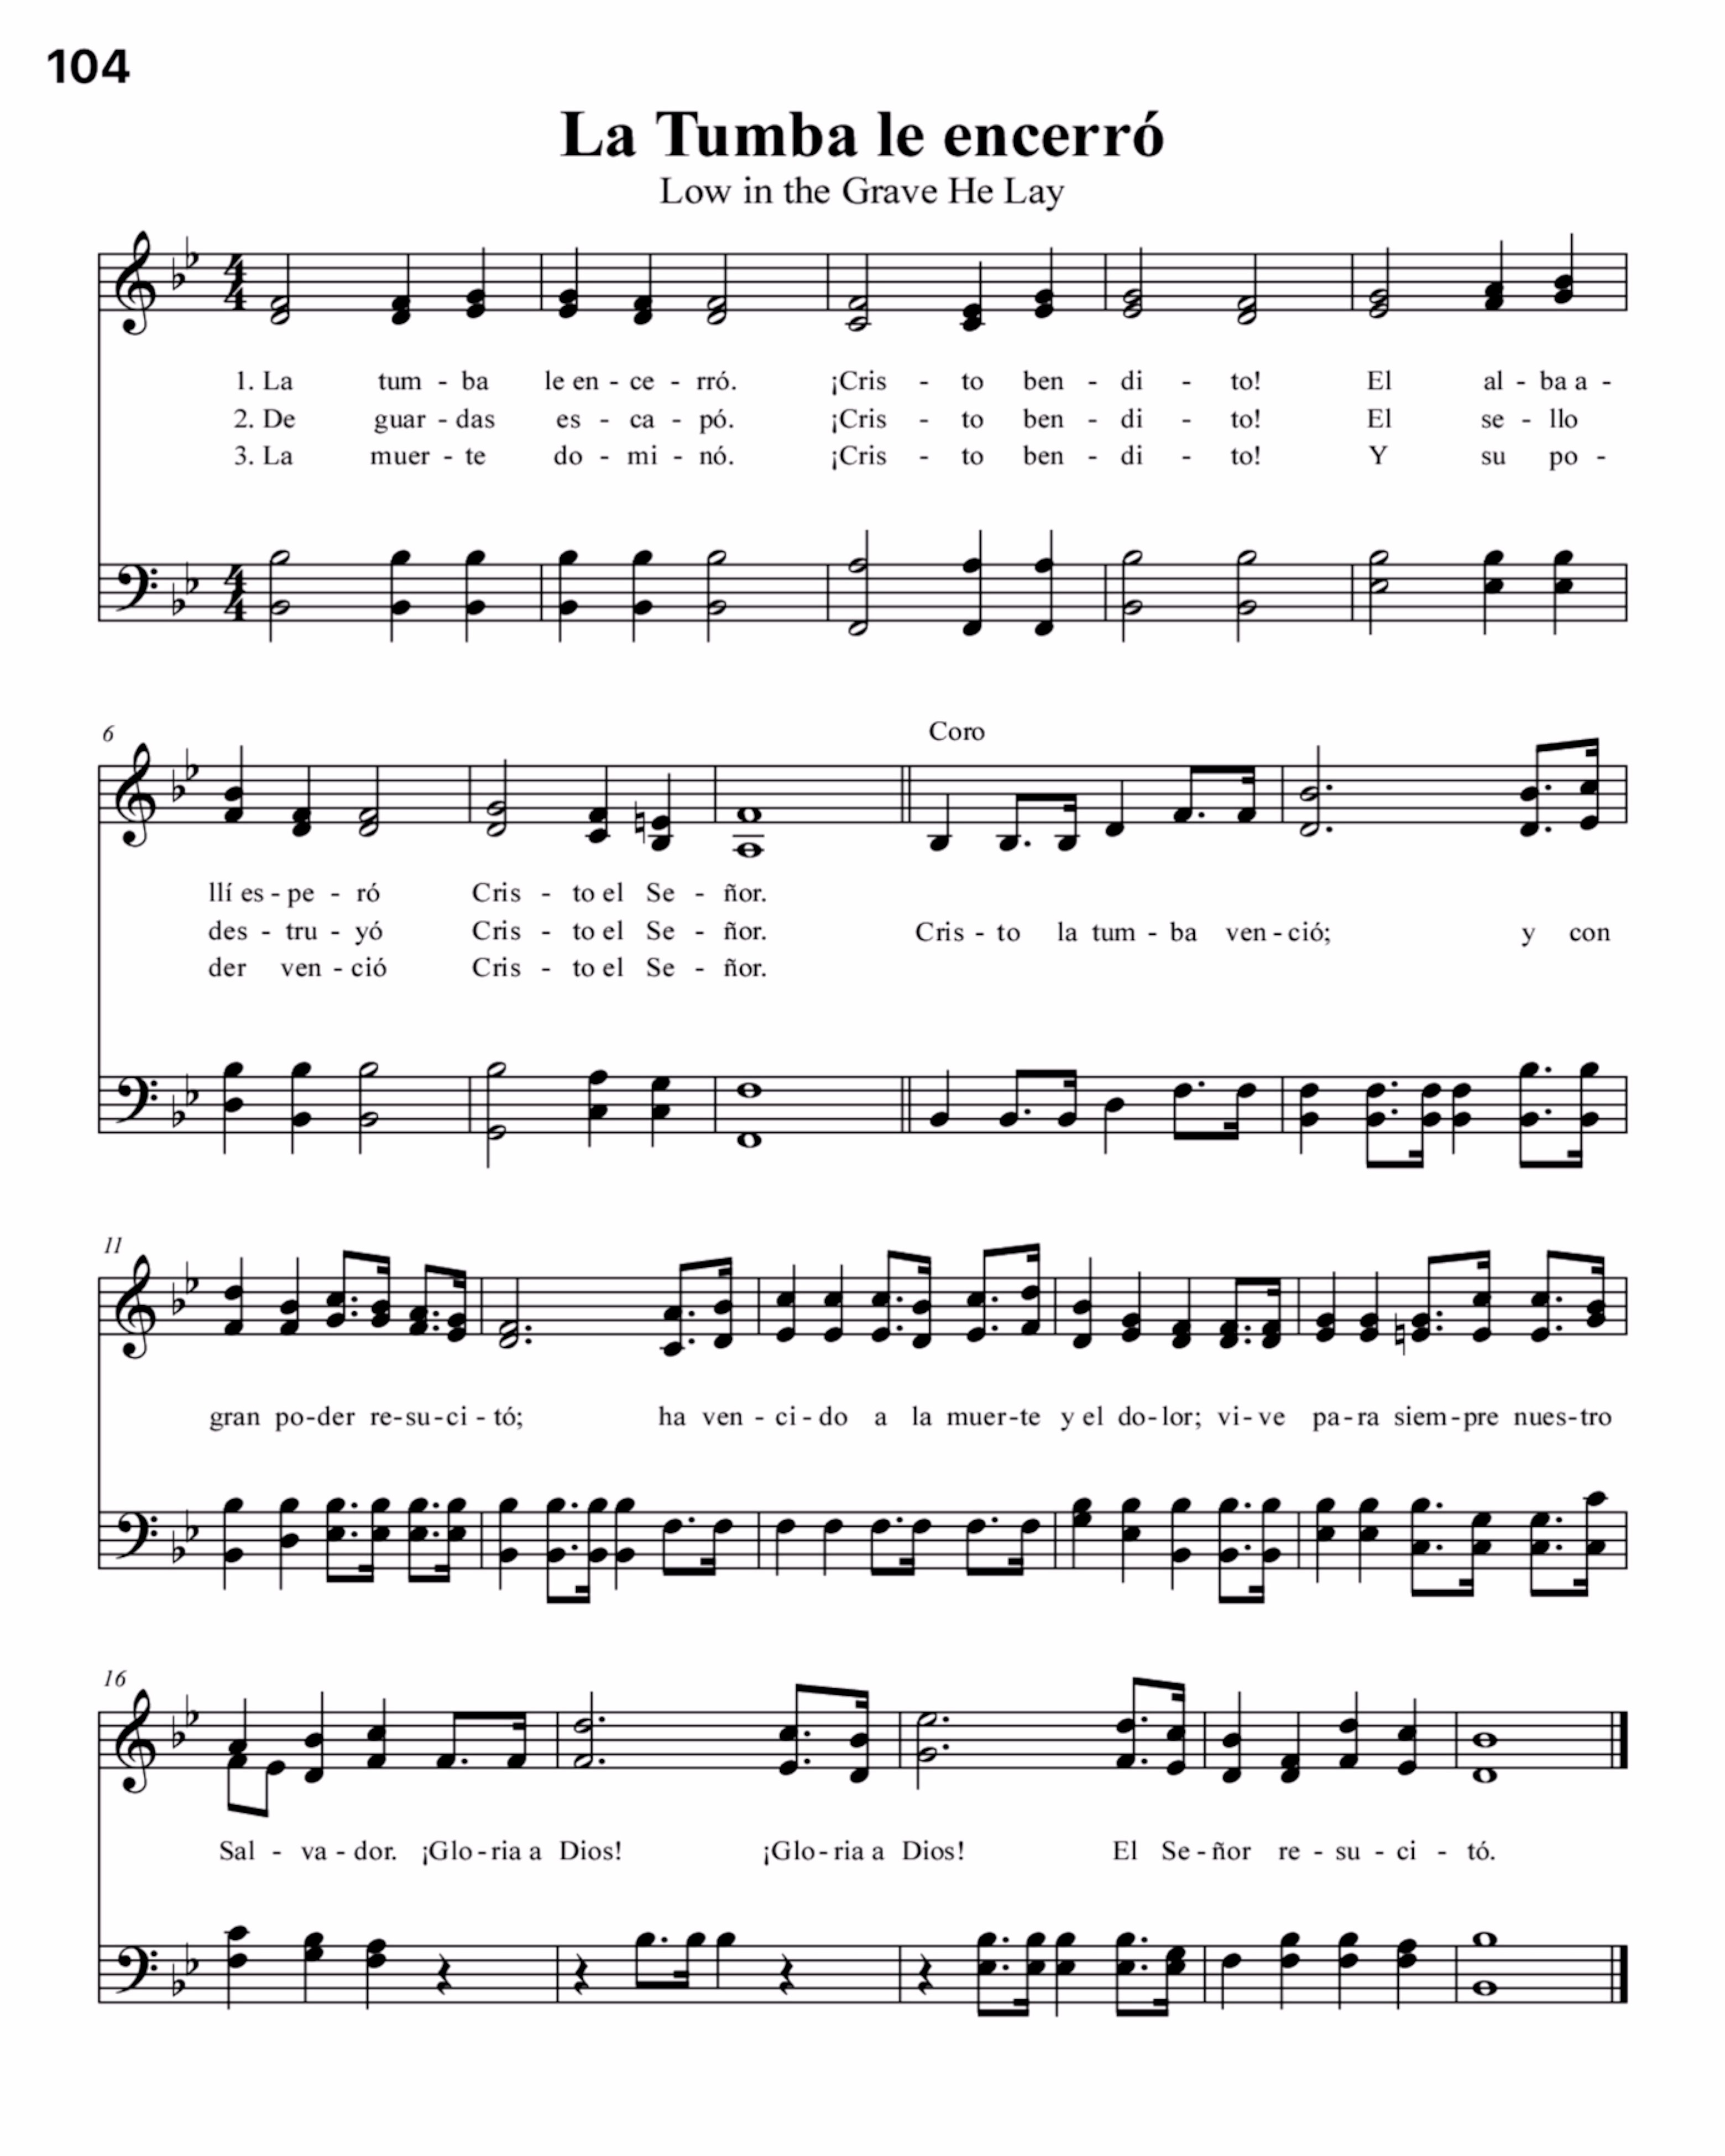 104
La Tumba le encerró
Low in the Grave He Lay
1. La tum - ba le en - ce - rró. ¡Cris - to ben - di - to! El al - ba a -
2. De guar - das es - ca - pó. ¡Cris - to ben - di - to! El se - llo
3. La muer - te do - mi - nó. ¡Cris - to ben - di - to! Y su po -
6
Coro
llí es - pe - ró Cris - to el Se - ñor.
des - tru - yó Cris - to el Se - ñor. Cris - to la tum - ba ven - ció; y con
der ven - ció Cris - to el Se - ñor.
11
gran po - der re - su - ci - tó; ha ven - ci - do a la muer - te y el do - lor; vi - ve pa - ra siem - pre nues - tro
16
Sal - va - dor. ¡Glo - ria a Dios! ¡Glo - ria a Dios! El Se - ñor re - su - ci - tó.